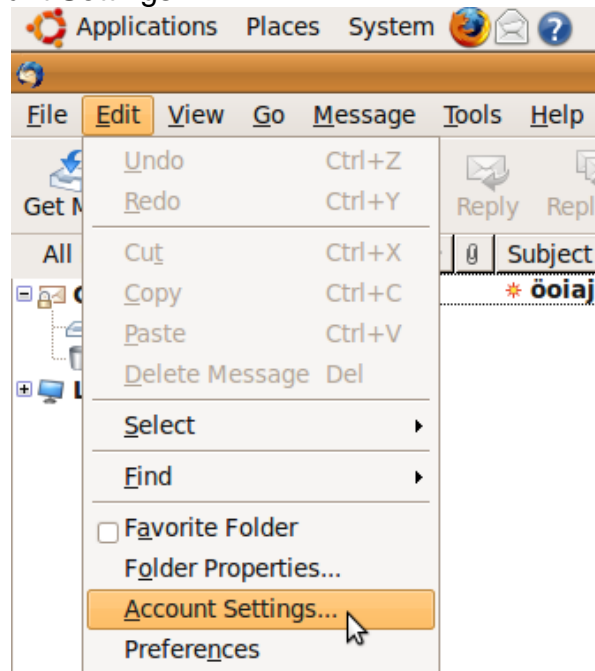 Applications Places System
File Edit View Go Message Tools Help
Undo Ctrl+Z
Redo Ctrl+Y
Get Reply
All Subject
Cut Ctrl+X
Copy Ctrl+C
öoiaj
Paste Ctrl+V
Delete Message Del
Select
Find
Favorite Folder
Folder Properties...
Account Settings...
Preferences